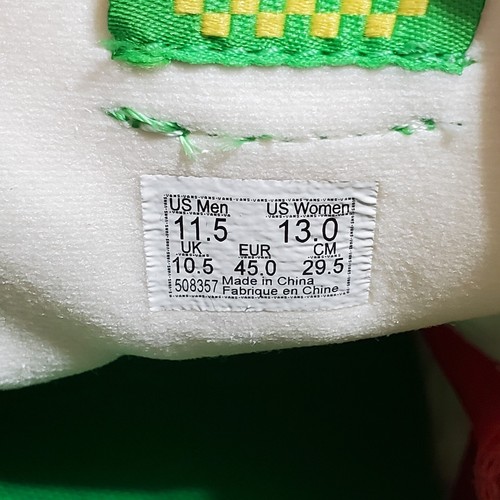 US Men US Women
11.5 13.0
UK EUR CM
10.5 45.0 29.5
508357 Made in China
Fabrique en Chine